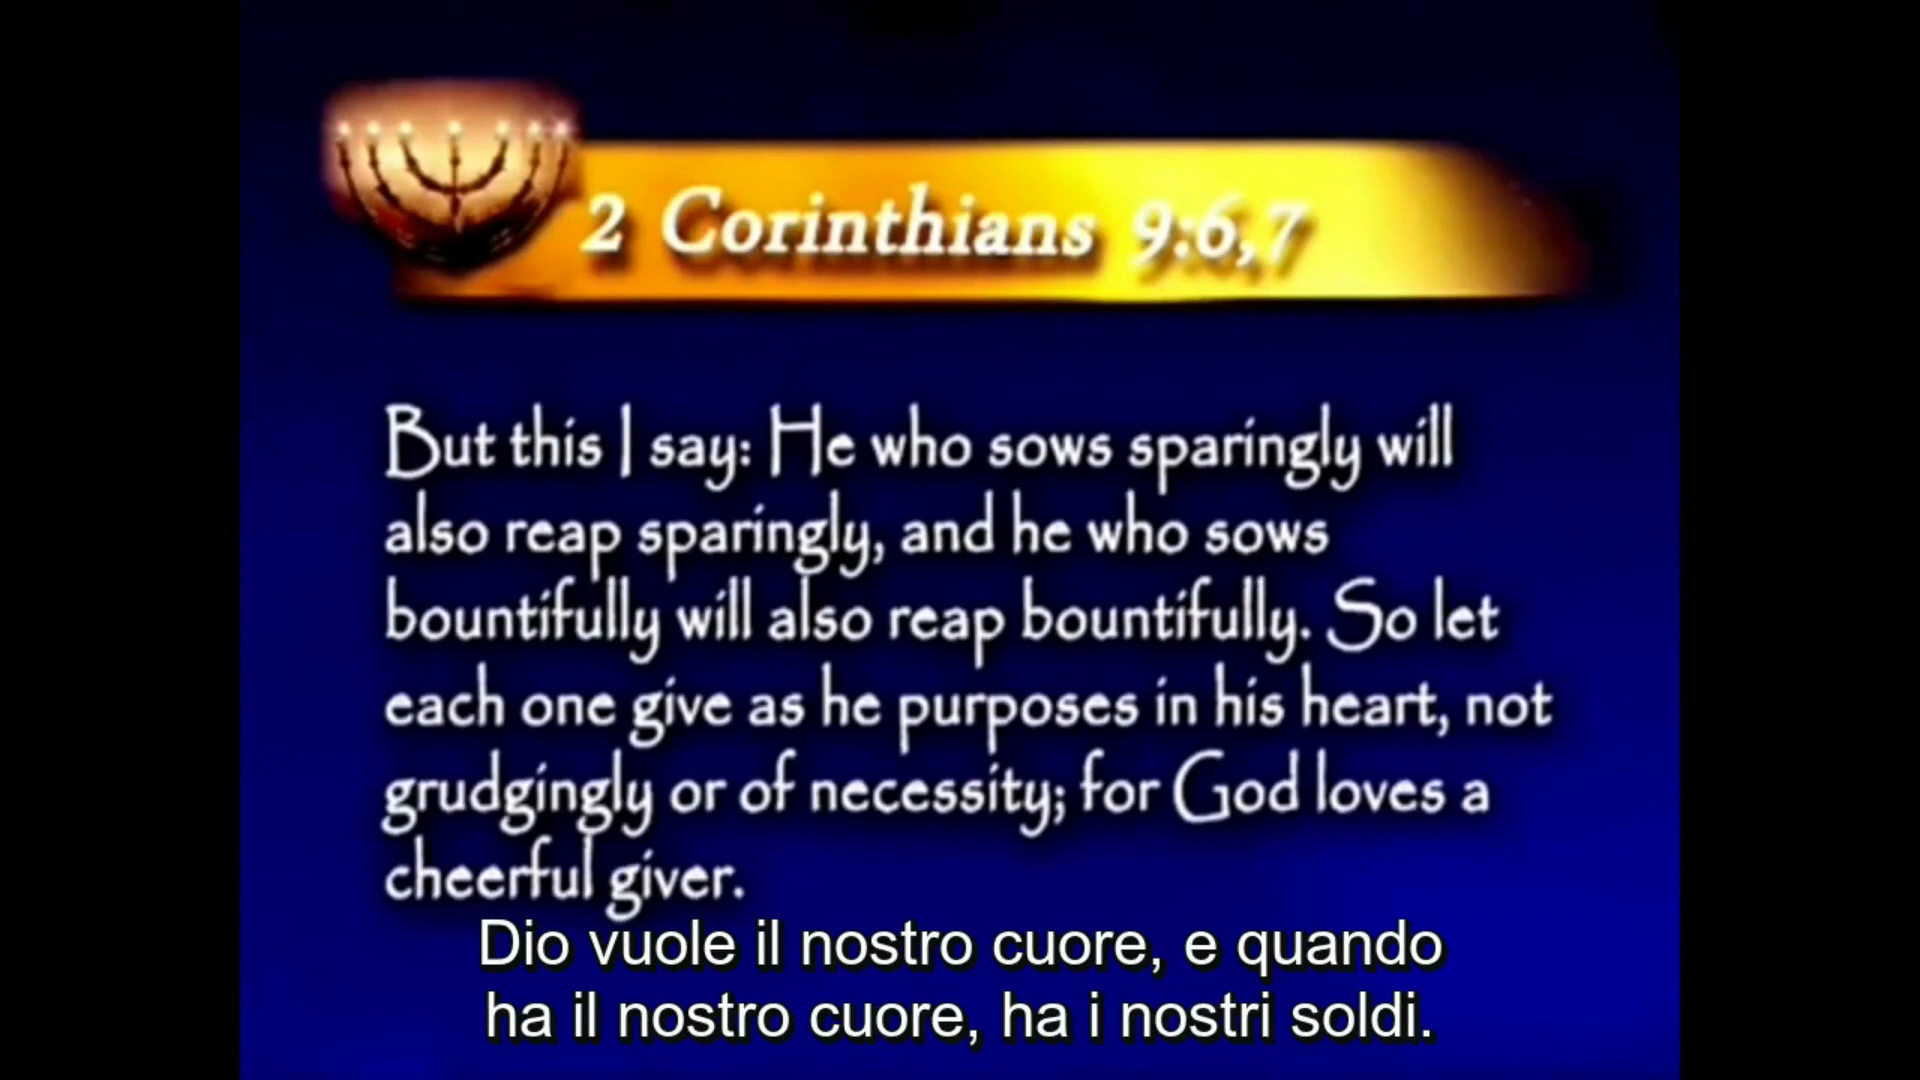 2 Corinthians 9:6,7
But this I say: He who sows sparingly will
also reap sparingly, and he who sows
bountifully will also reap bountifully. So let
each one give as he purposes in his heart, not
grudgingly or of necessity; for God loves a
cheerful giver.
Dio vuole il nostro cuore, e quando
ha il nostro cuore, ha i nostri soldi.